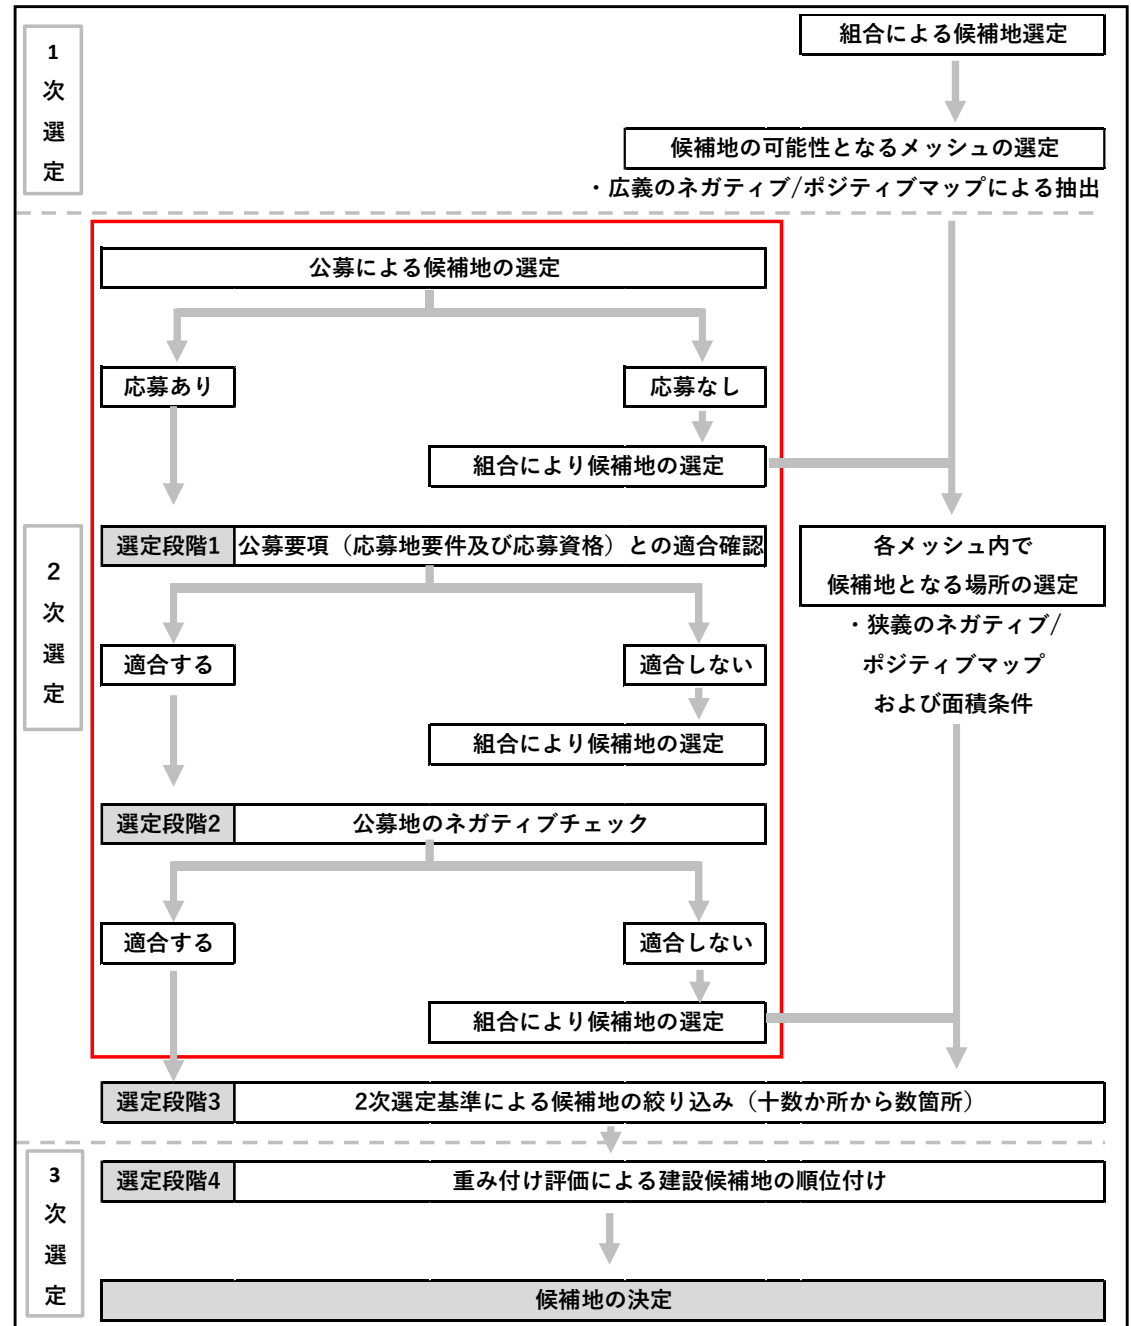 1次選定
組合による候補地選定
候補地の可能性となるメッシュの選定
・広義のネガティブ/ポジティブマップによる抽出
2次選定
公募による候補地の選定
応募あり
応募なし
組合により候補地の選定
選定段階1 公募要項（応募地要件及び応募資格）との適合確認
各メッシュ内で
候補地となる場所の選定
・狭義のネガティブ/
ポジティブマップ
および面積条件
適合する
適合しない
組合により候補地の選定
選定段階2 公募地のネガティブチェック
適合する
適合しない
組合により候補地の選定
選定段階3 2次選定基準による候補地の絞り込み（十数か所から数箇所）
3次選定
選定段階4 重み付け評価による建設候補地の順位付け
候補地の決定